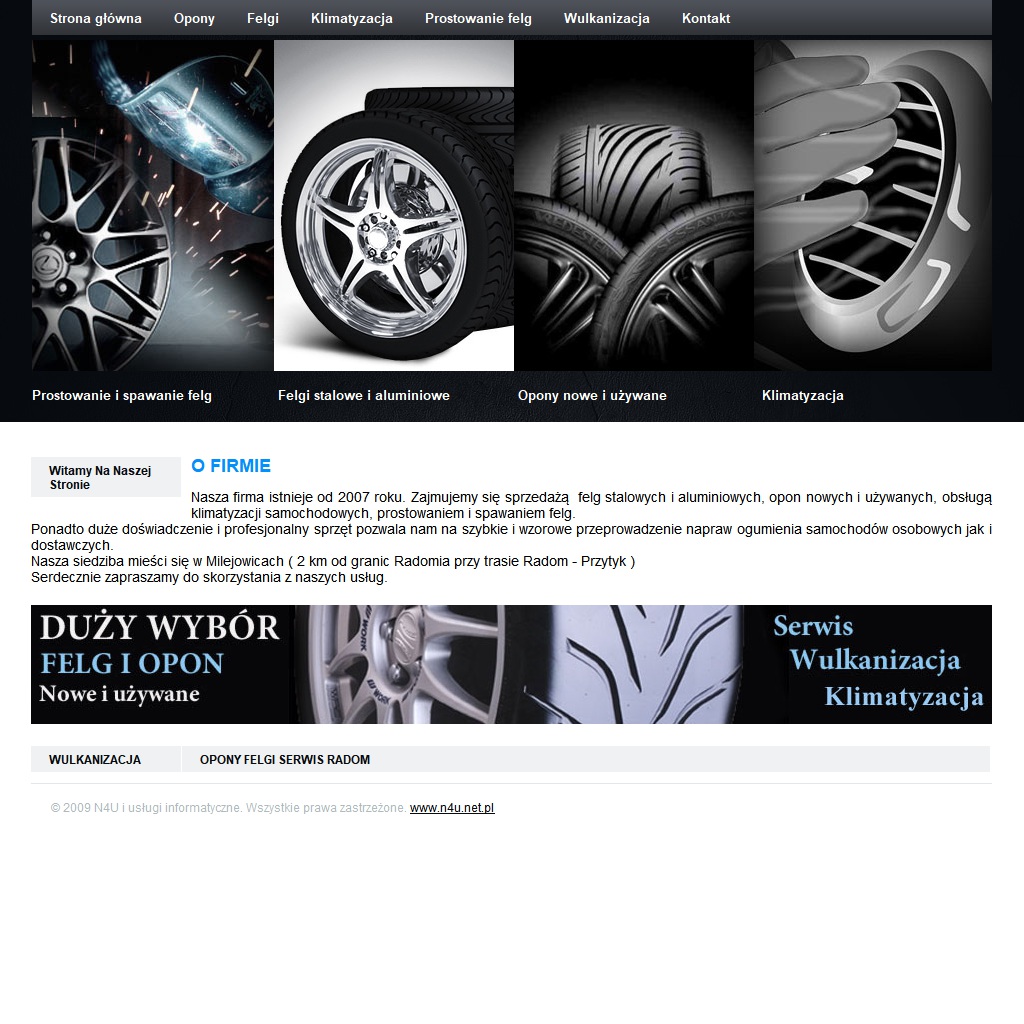 Strona główna Opony Felgi Klimatyzacja Prostowanie felg Wulkanizacja Kontakt
Prostowanie i spawanie felg Felgi stalowe i aluminiowe Opony nowe i używane Klimatyzacja
Witamy Na Naszej
Stronie
O FIRMIE
Nasza firma istnieje od 2007 roku. Zajmujemy się sprzedażą felg stalowych i aluminiowych, opon nowych i używanych, obsługą
klimatyzacji samochodowych, prostowaniem i spawaniem felg.
Ponadto duże doświadczenie i profesjonalny sprzęt pozwala nam na szybkie i wzorowe przeprowadzenie napraw ogumienia samochodów osobowych jak i
dostawczych.
Nasza siedziba mieści się w Milejowicach ( 2 km od granic Radomia przy trasie Radom - Przytyk )
Serdecznie zapraszamy do skorzystania z naszych usług.
DUŻY WYBÓR
FELG I OPON
Nowe i używane
WORK
Serwis
Wulkanizacja
Klimatyzacja
WULKANIZACJA OPONY FELGI SERWIS RADOM
© 2009 N4U i usługi informatyczne. Wszystkie prawa zastrzeżone. www.n4u.net.pl